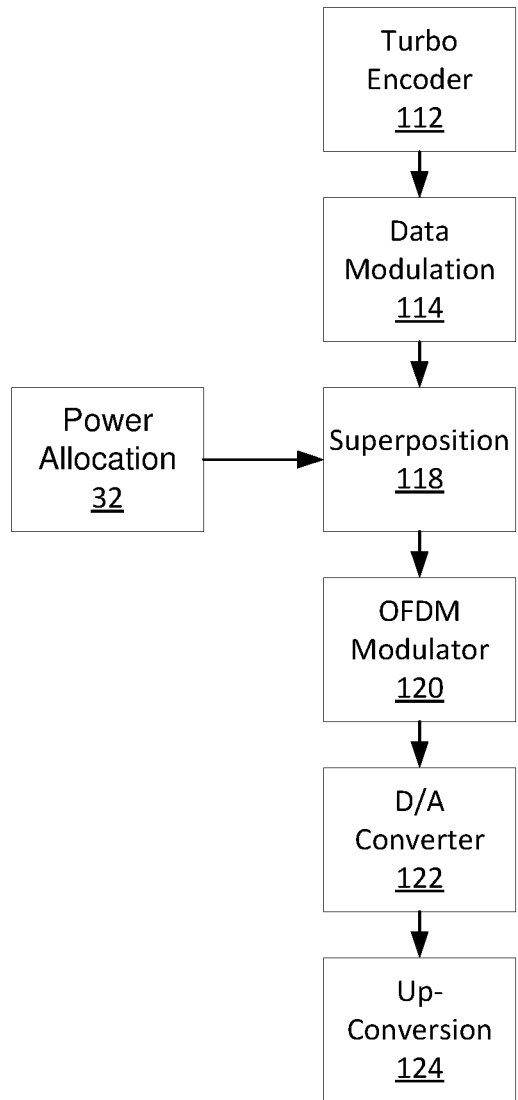 Turbo
Encoder
112
Data
Modulation
114
Power
Allocation
32
Superposition
118
OFDM
Modulator
120
D/A
Converter
122
Up-
Conversion
124